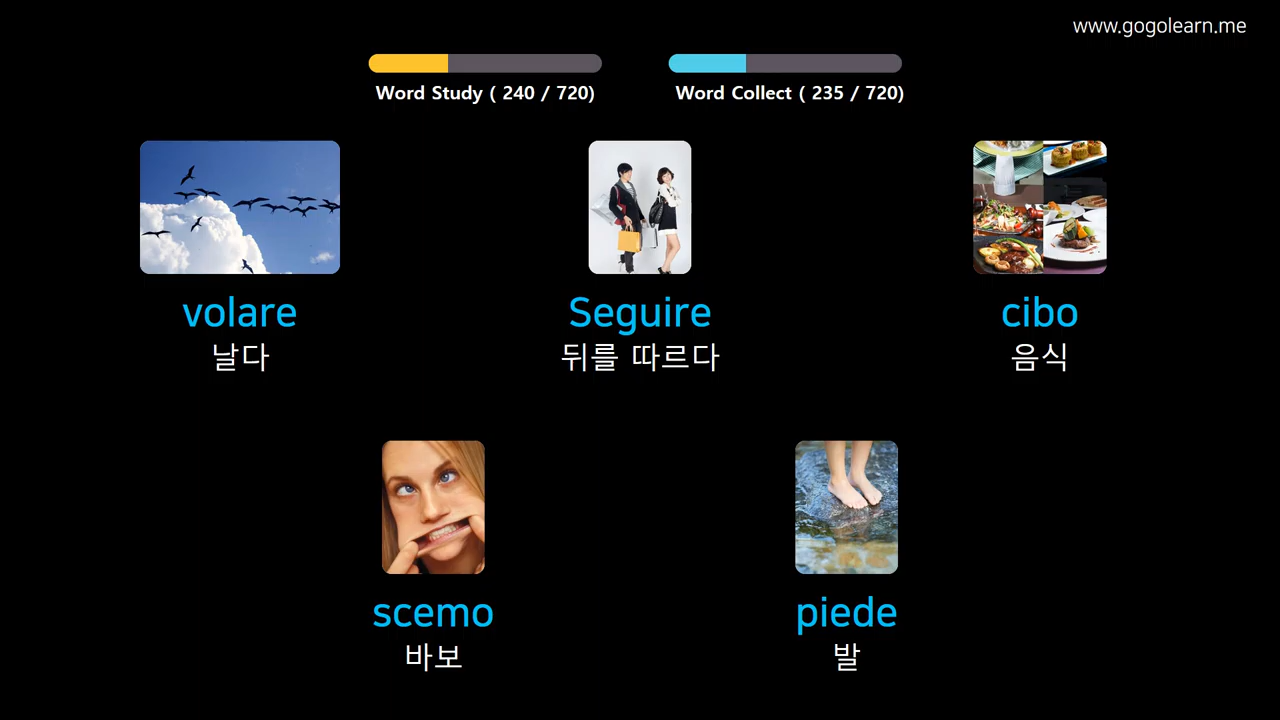 www.gogolearn.me
Word Study ( 240 / 720)
Word Collect ( 235 / 720)
volare
날다
Seguire
뒤를 따르다
cibo
음식
scemo
바보
piede
발